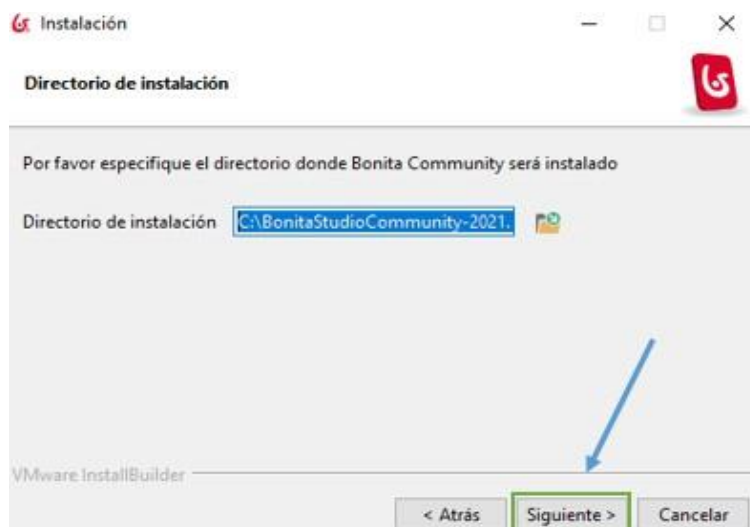 Instalación
Directorio de instalación
Por favor especifique el directorio donde Bonita Community será instalado
Directorio de instalación C:\BonitaStudioCommunity-2021.
VMware InstallBuilder
< Atrás Siguiente > Cancelar